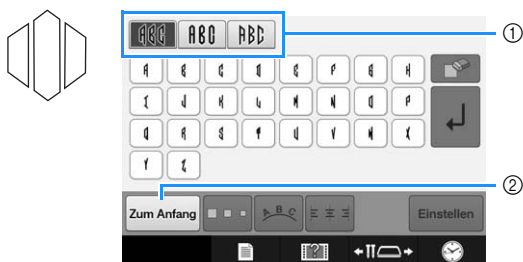 ABC ABC ABC ①
A B C D E F G H
I J K L M N O P
Q R S T U V W X
Y Z
②
Zum Anfang A B C Einstellen
?